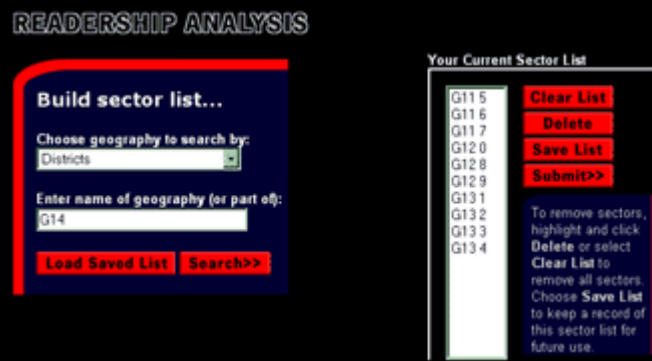 READERSHIP ANALYSIS
Build sector list...
Choose geography to search by:
Districts
Enter name of geography (or part of):
G14
Load Saved List
Search>>
Your Current Sector List
G11 5
G11 6
G11 7
G12 0
G12 8
G12 9
G13 1
G13 2
G13 3
G13 4
Clear List
Delete
Save List
Submit>>
To remove sectors,
highlight and click
Delete or select
Clear List to
remove all sectors.
Choose Save List
to keep a record of
this sector list for
future use.